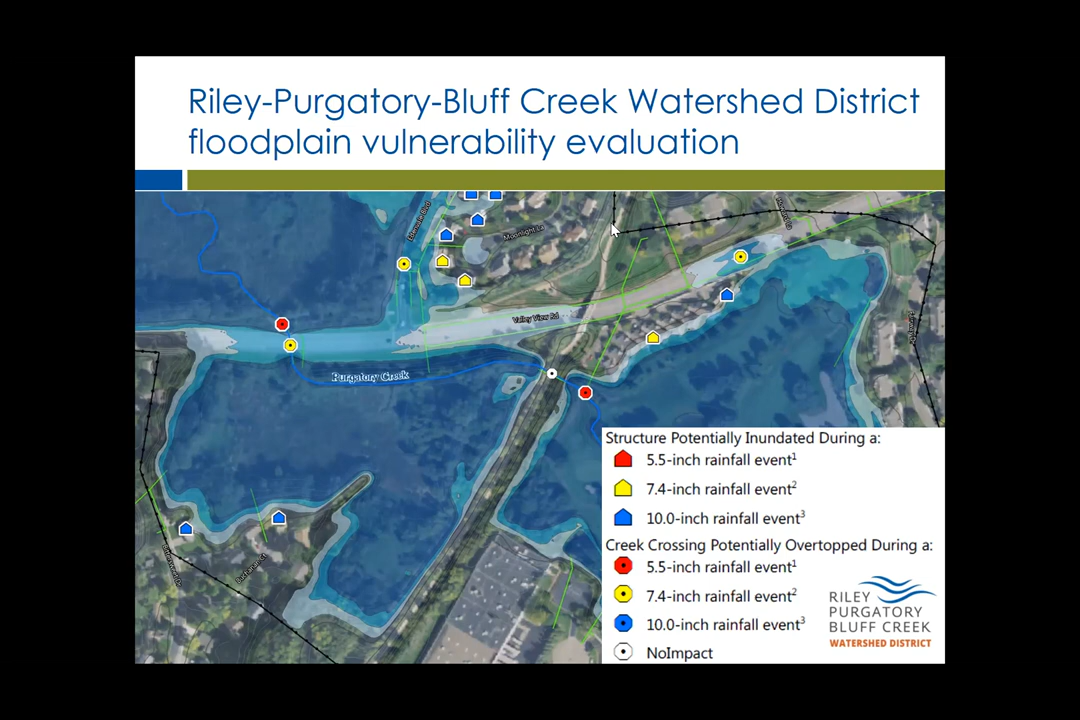 Riley-Purgatory-Bluff Creek Watershed District
floodplain vulnerability evaluation
Moonlight La
Valley View Rd
Purgatory Creek
Structure Potentially Inundated During a:
5.5-inch rainfall event¹
7.4-inch rainfall event²
10.0-inch rainfall event³
Creek Crossing Potentially Overtopped During a:
5.5-inch rainfall event¹
7.4-inch rainfall event²
10.0-inch rainfall event³
NoImpact
RILEY
PURGATORY
BLUFF CREEK
WATERSHED DISTRICT